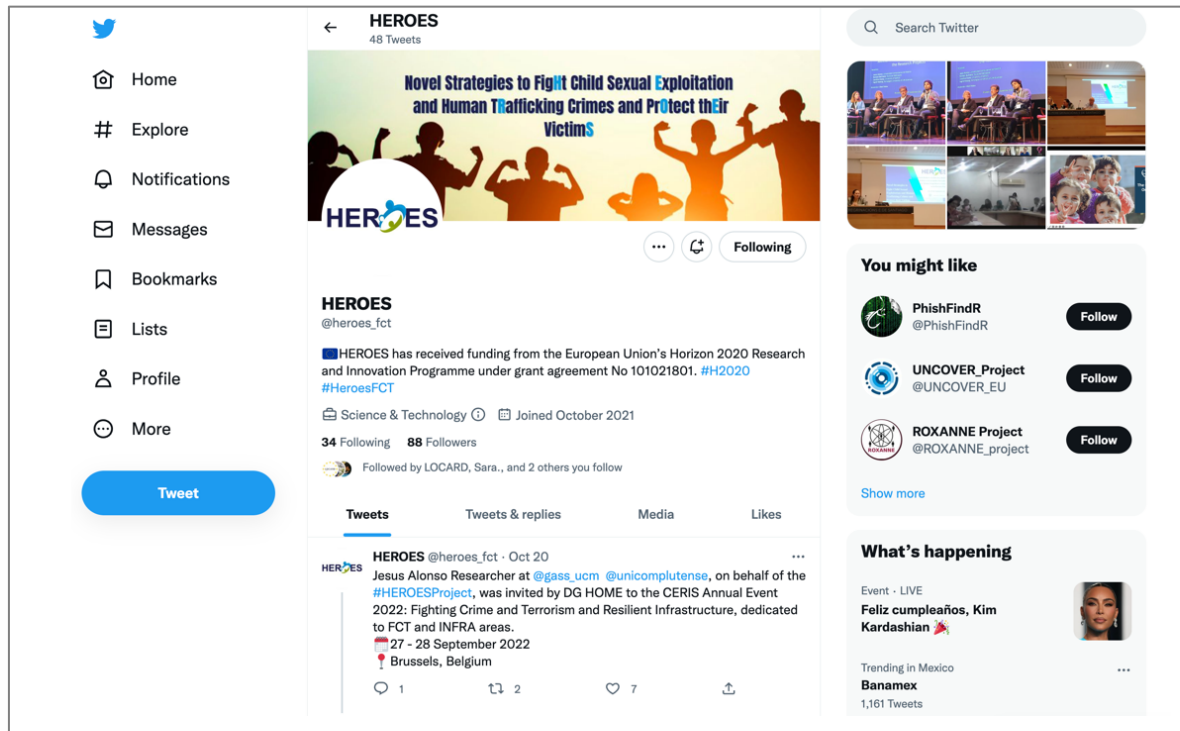 Home
Explore
Notifications
Messages
Bookmarks
Lists
Profile
More
Tweet
HEROES
48 Tweets
Novel Strategies to FigHt Child Sexual Exploitation
and Human TRafficking Crimes and PrOtect thEir
VictimS
HEROES
Following
HEROES
@heroes_fct
HEROES has received funding from the European Union's Horizon 2020 Research
and Innovation Programme under grant agreement No 101021801. #H2020
#HeroesFCT
Science & Technology
Joined October 2021
34 Following 88 Followers
Followed by LOCARD, Sara., and 2 others you follow
Tweets
Tweets & replies
Media
Likes
HEROES
HEROES @heroes_fct · Oct 20
Jesus Alonso Researcher at @gass_ucm @unicomplutense, on behalf of the
#HEROESProject, was invited by DG HOME to the CERIS Annual Event
2022: Fighting Crime and Terrorism and Resilient Infrastructure, dedicated
to FCT and INFRA areas.
27 - 28 September 2022
Brussels, Belgium
1
2
7
Search Twitter
You might like
PhishFindR
@PhishFindR
Follow
UNCOVER_Project
@UNCOVER_EU
Follow
ROXANNE
ROXANNE Project
@ROXANNE_project
Follow
Show more
What's happening
Event · LIVE
Feliz cumpleaños, Kim
Kardashian
Trending in Mexico
Banamex
1,161 Tweets